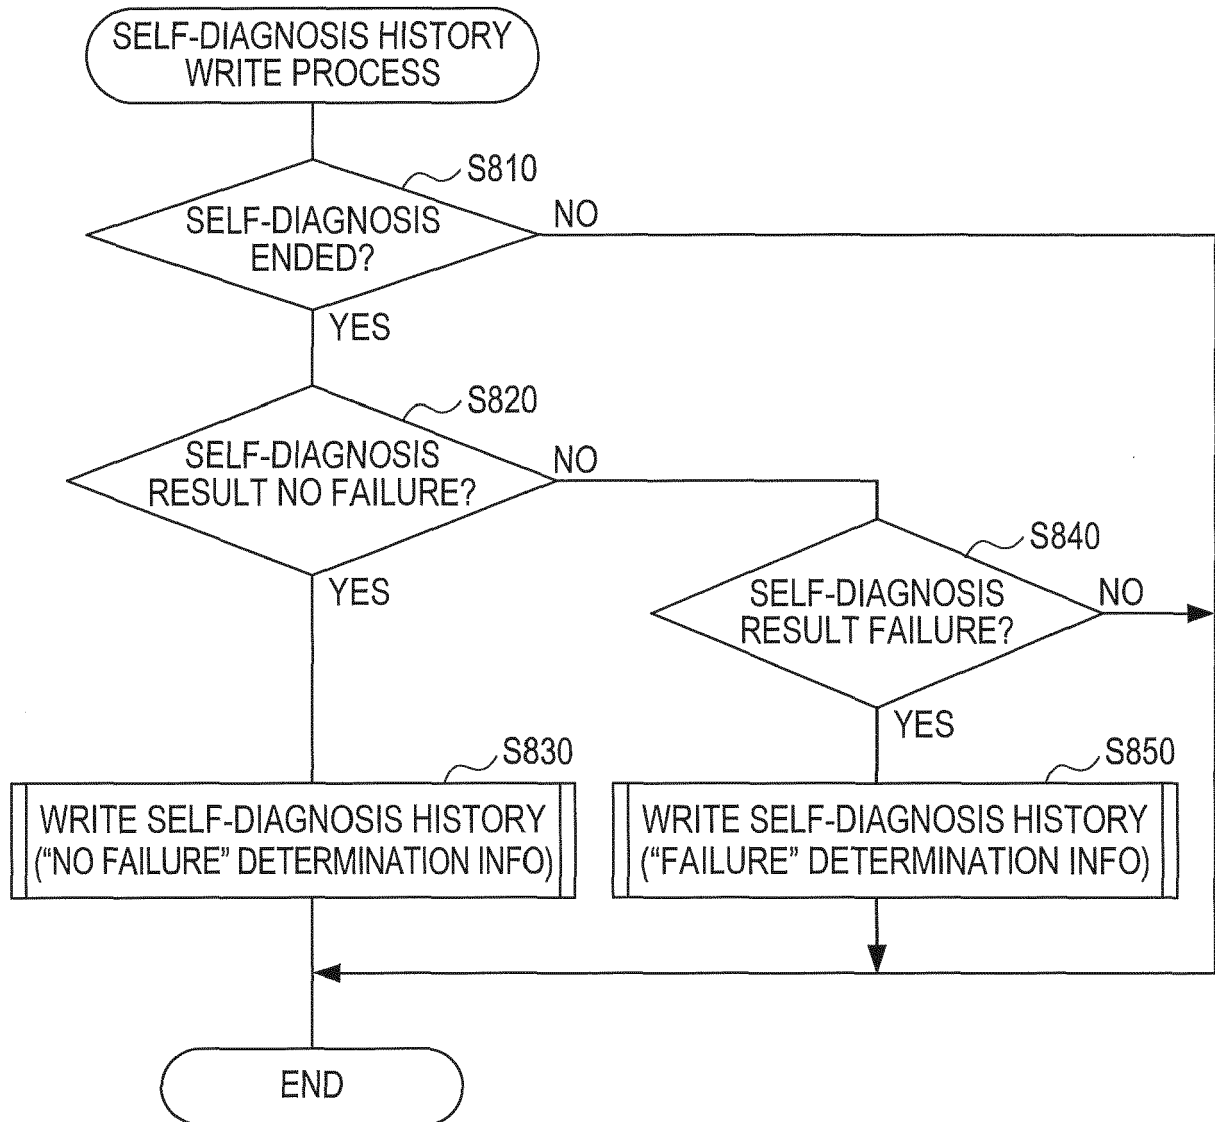 SELF-DIAGNOSIS HISTORY
WRITE PROCESS
S810
SELF-DIAGNOSIS
ENDED?
NO
YES
S820
SELF-DIAGNOSIS
RESULT NO FAILURE?
NO
YES
S840
SELF-DIAGNOSIS
RESULT FAILURE?
NO
YES
S830
WRITE SELF-DIAGNOSIS HISTORY
(“NO FAILURE” DETERMINATION INFO)
S850
WRITE SELF-DIAGNOSIS HISTORY
(“FAILURE” DETERMINATION INFO)
END